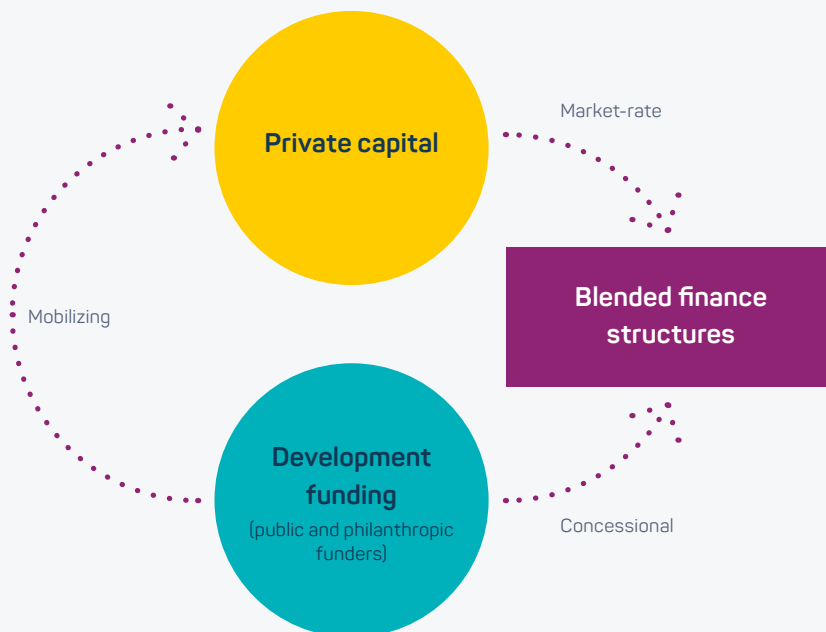 Market-rate
Private capital
Blended finance
structures
Mobilizing
Development
funding
(public and philanthropic
funders)
Concessional